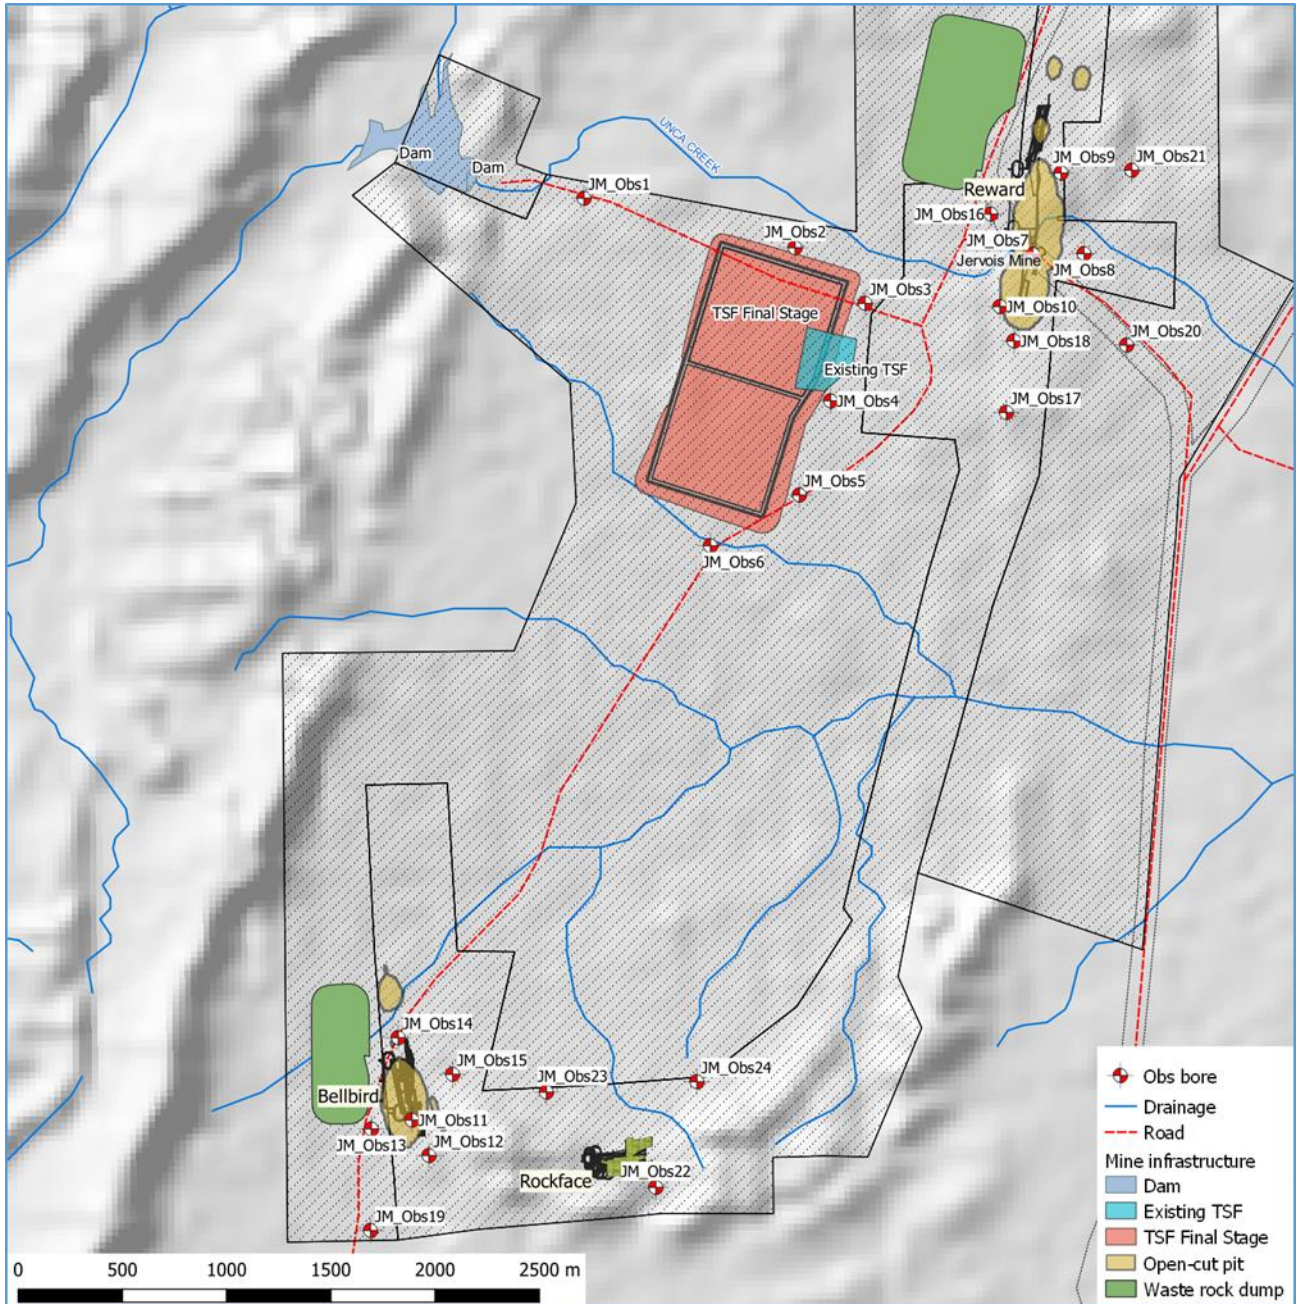 UNCA CREEK
Dam
Dam
JM_Obs1
JM_Obs9
JM_Obs21
Reward
JM_Obs16
JM_Obs2
JM_Obs7
Jervois Mine
JM_Obs8
JM_Obs3
TSF Final Stage
JM_Obs10
JM_Obs18
JM_Obs20
Existing TSF
JM_Obs4
JM_Obs17
JM_Obs5
JM_Obs6
JM_Obs14
JM_Obs15
JM_Obs23
JM_Obs24
Bellbird
JM_Obs11
JM_Obs13
JM_Obs12
Rockface
JM_Obs22
JM_Obs19
Obs bore
Drainage
Road
Mine infrastructure
Dam
Existing TSF
TSF Final Stage
Open-cut pit
Waste rock dump
0 500 1000 1500 2000 2500 m